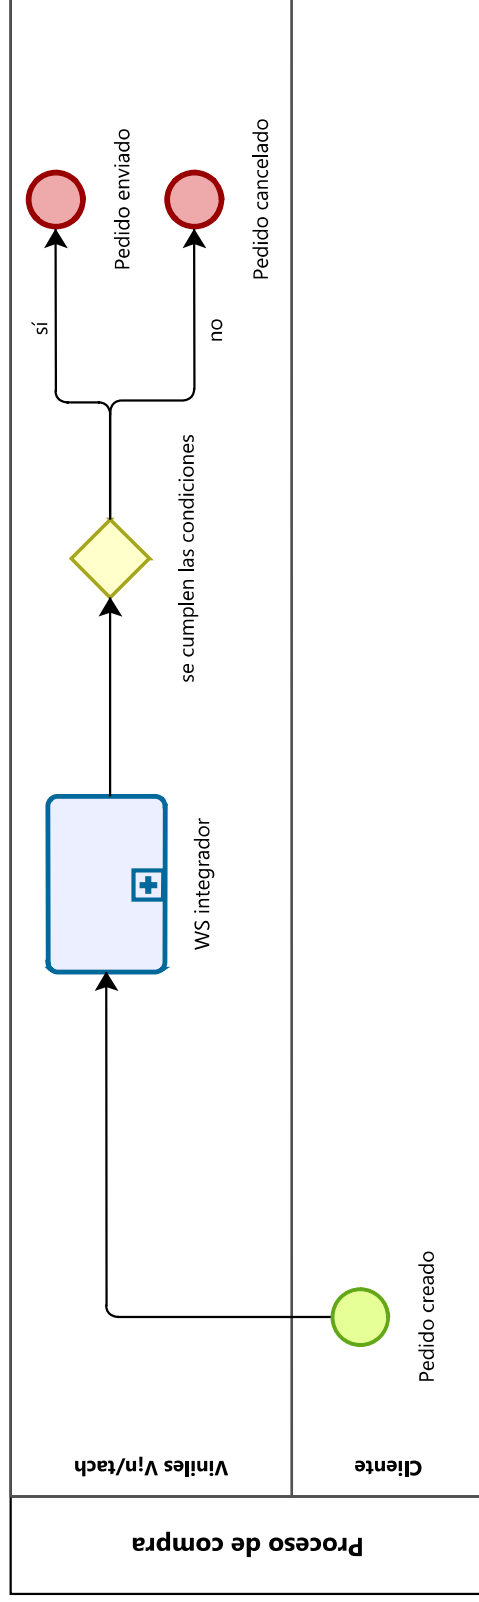 Proceso de compra
Viniles V¡n/tach
Cliente
Pedido creado
WS integrador
se cumplen las condiciones
sí
no
Pedido enviado
Pedido cancelado